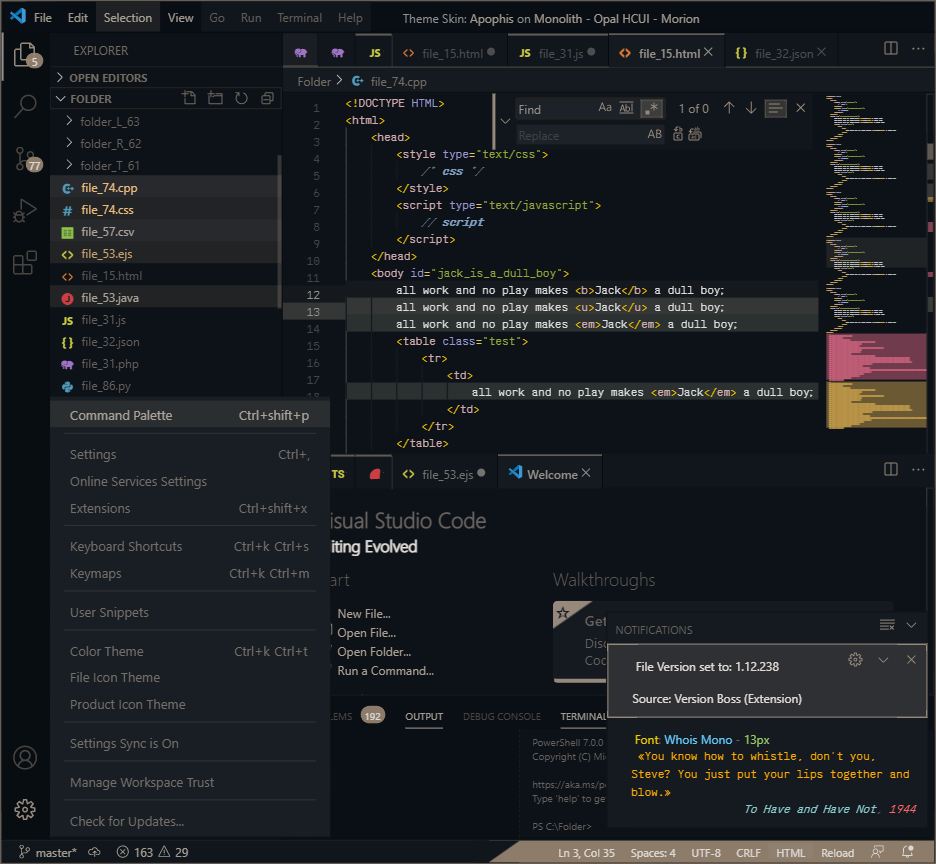 File Edit Selection View Go Run Terminal Help Theme Skin: Apophis on Monolith - Opal HCUI - Morion
5
77
EXPLORER
OPEN EDITORS
FOLDER
folder_L_63
folder_R_62
folder_T_61
file_74.cpp
file_74.css
file_57.csv
file_53.ejs
file_15.html
file_53.java
file_31.js
file_32.json
file_31.php
file_86.py
JS file_15.html JS file_31.js file_15.html file_32.json
Folder > file_74.cpp
Find Aa Abl .* 1 of 0
Replace AB
1 <!DOCTYPE HTML>
2 <html>
3 <head>
4 <style type="text/css">
5 /* css */
6 </style>
7 <script type="text/javascript">
8 // script
9 </script>
10 </head>
11 <body id="jack_is_a_dull_boy">
12 all work and no play makes <b>Jack</b> a dull boy;
13 all work and no play makes <u>Jack</u> a dull boy;
14 all work and no play makes <em>Jack</em> a dull boy;
15 <table class="test">
16 <tr>
17 <td>
all work and no play makes <em>Jack</em> a dull boy;
</td>
</tr>
</table>
Command Palette Ctrl+shift+p
Settings Ctrl+,
Online Services Settings
Extensions Ctrl+shift+x
Keyboard Shortcuts Ctrl+k Ctrl+s
Keymaps Ctrl+k Ctrl+m
User Snippets
Color Theme Ctrl+k Ctrl+t
File Icon Theme
Product Icon Theme
Settings Sync is On
Manage Workspace Trust
Check for Updates...
TS file_53.ejs Welcome
isual Studio Code
iting Evolved
art
New File...
Open File...
Open Folder...
Run a Command...
Walkthroughs
Get
Disc
Coc
NOTIFICATIONS
File Version set to: 1.12.238
Source: Version Boss (Extension)
Font: Whois Mono - 13px
«You know how to whistle, don't you,
Steve? You just put your lips together and
blow.»
To Have and Have Not, 1944
LEMS 192 OUTPUT DEBUG CONSOLE TERMINAL
PowerShell 7.0.0
Copyright (C) Mi
https://aka.ms/p
Type 'help' to ge
PS C:\Folder>
master* 163 29 Ln 3, Col 35 Spaces: 4 UTF-8 CRLF HTML Reload